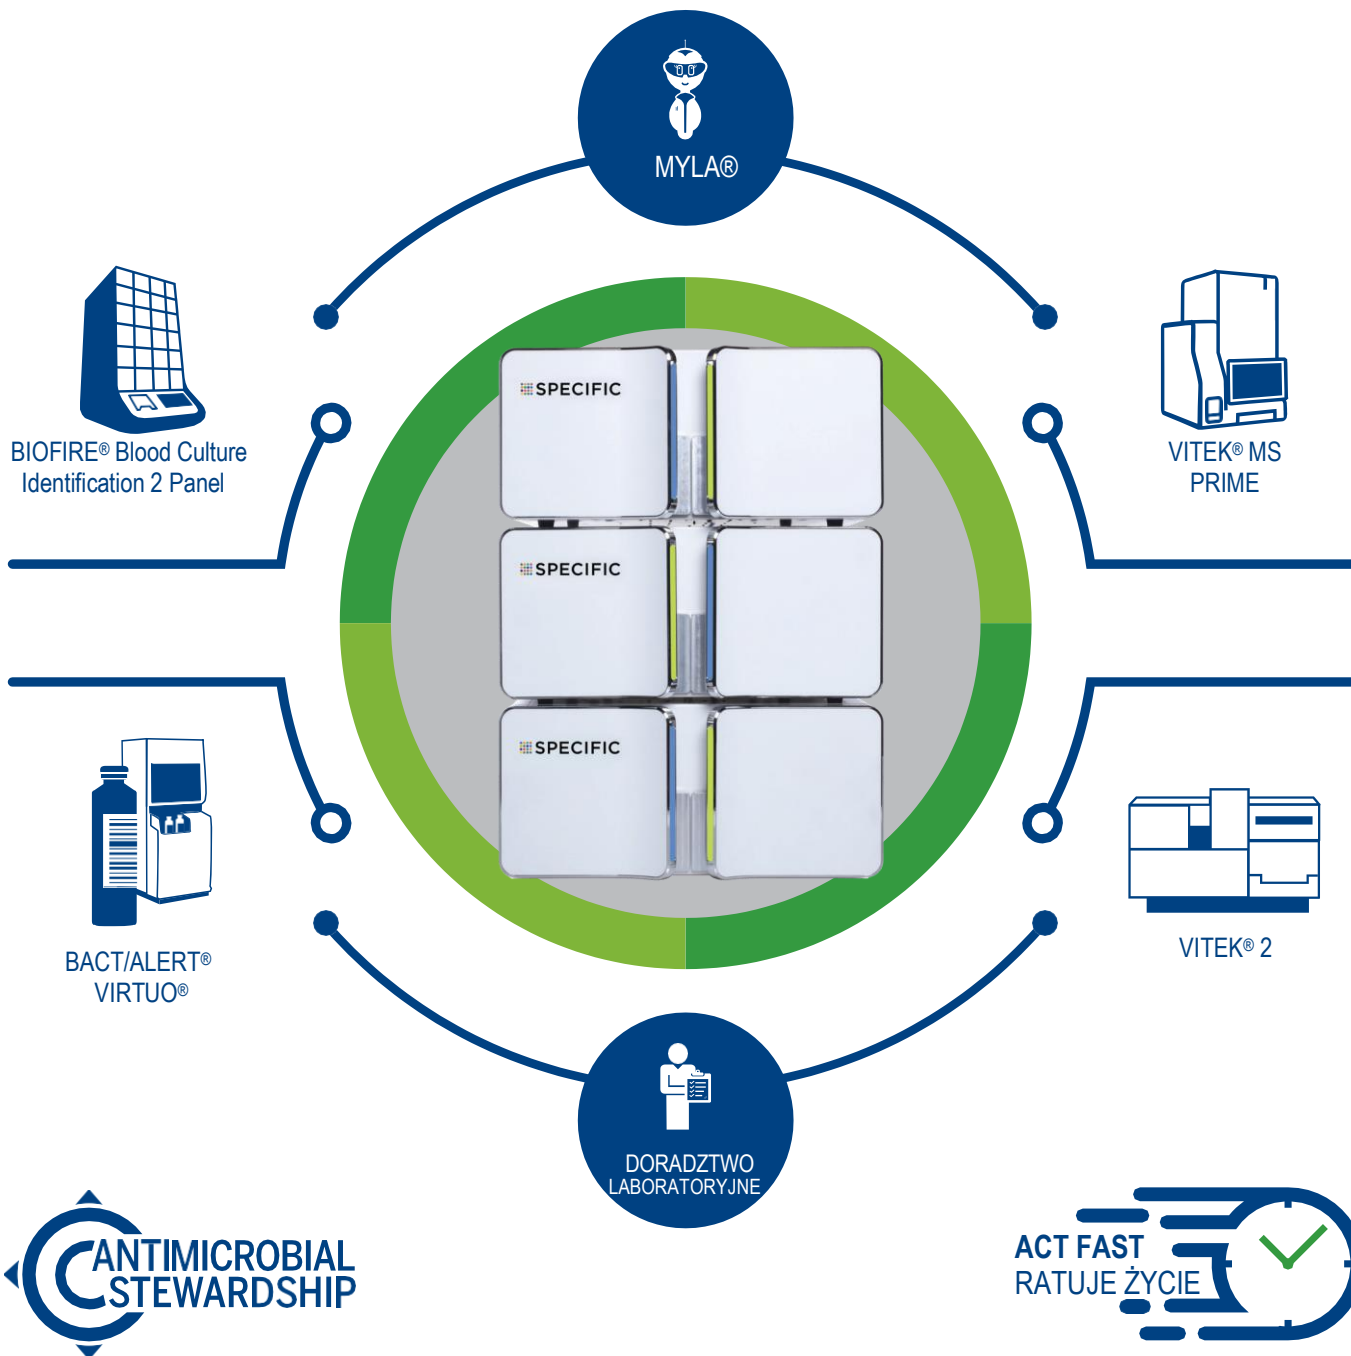 MYLA®
BIOFIRE® Blood Culture
Identification 2 Panel
VITEK® MS
PRIME
SPECIFIC
SPECIFIC
SPECIFIC
BACT/ALERT®
VIRTUO®
VITEK® 2
DORADZTWO
LABORATORYJNE
ANTIMICROBIAL
STEWARDSHIP
ACT FAST
RATUJE ŻYCIE